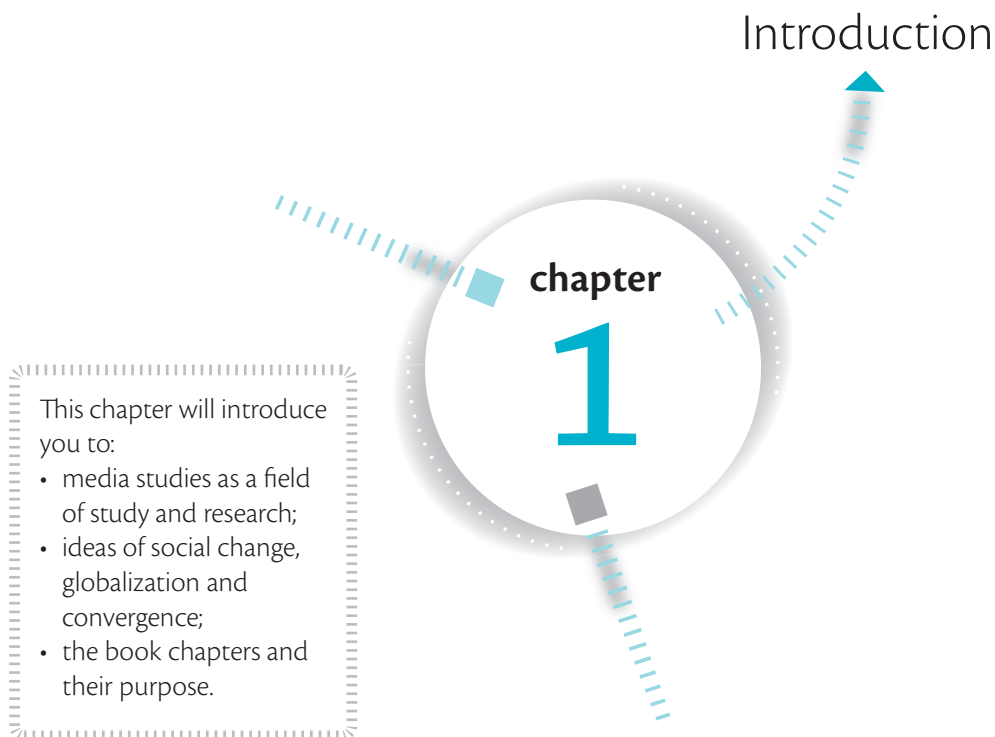 Introduction
chapter
1
This chapter will introduce
you to:
• media studies as a field
of study and research;
• ideas of social change,
globalization and
convergence;
• the book chapters and
their purpose.